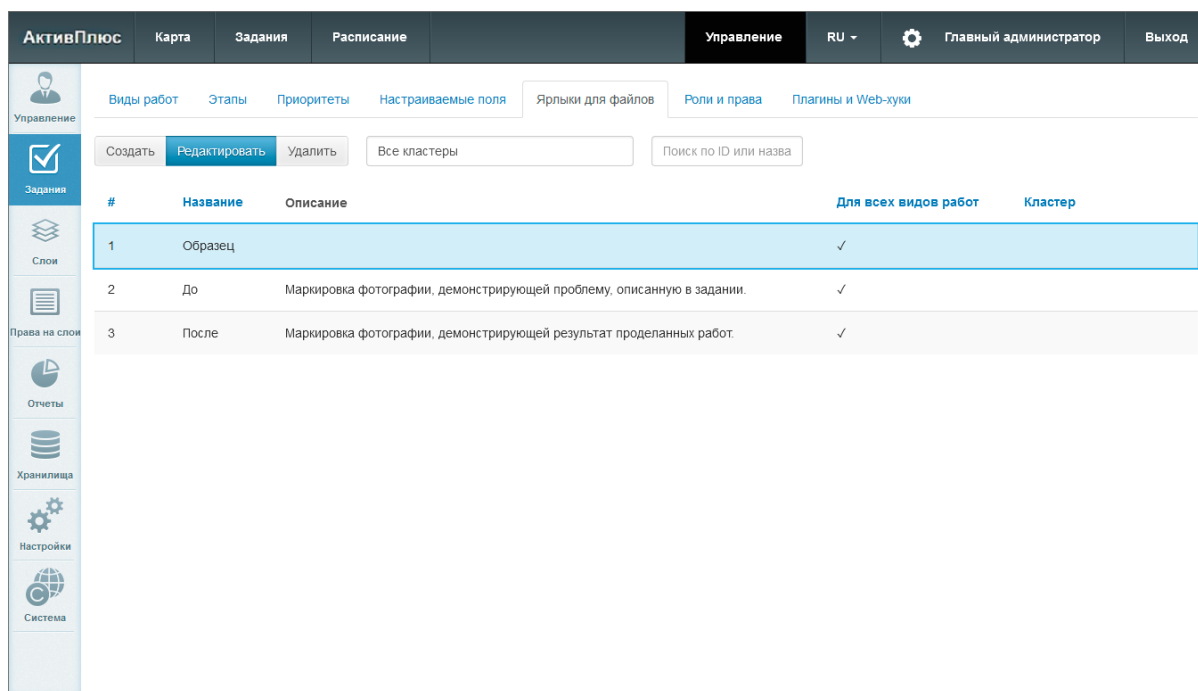 АктивПлюс Карта Задания Расписание Управление RU Главный администратор Выход
Управление
Задания
Слои
Права на слои
Отчеты
Хранилища
Настройки
Система
Виды работ Этапы Приоритеты Настраиваемые поля Ярлыки для файлов Роли и права Плагины и Web-хуки
Создать Редактировать Удалить Все кластеры Поиск по ID или назва
# Название Описание Для всех видов работ Кластер
1 Образец ✓
2 До Маркировка фотографии, демонстрирующей проблему, описанную в задании. ✓
3 После Маркировка фотографии, демонстрирующей результат проделанных работ. ✓